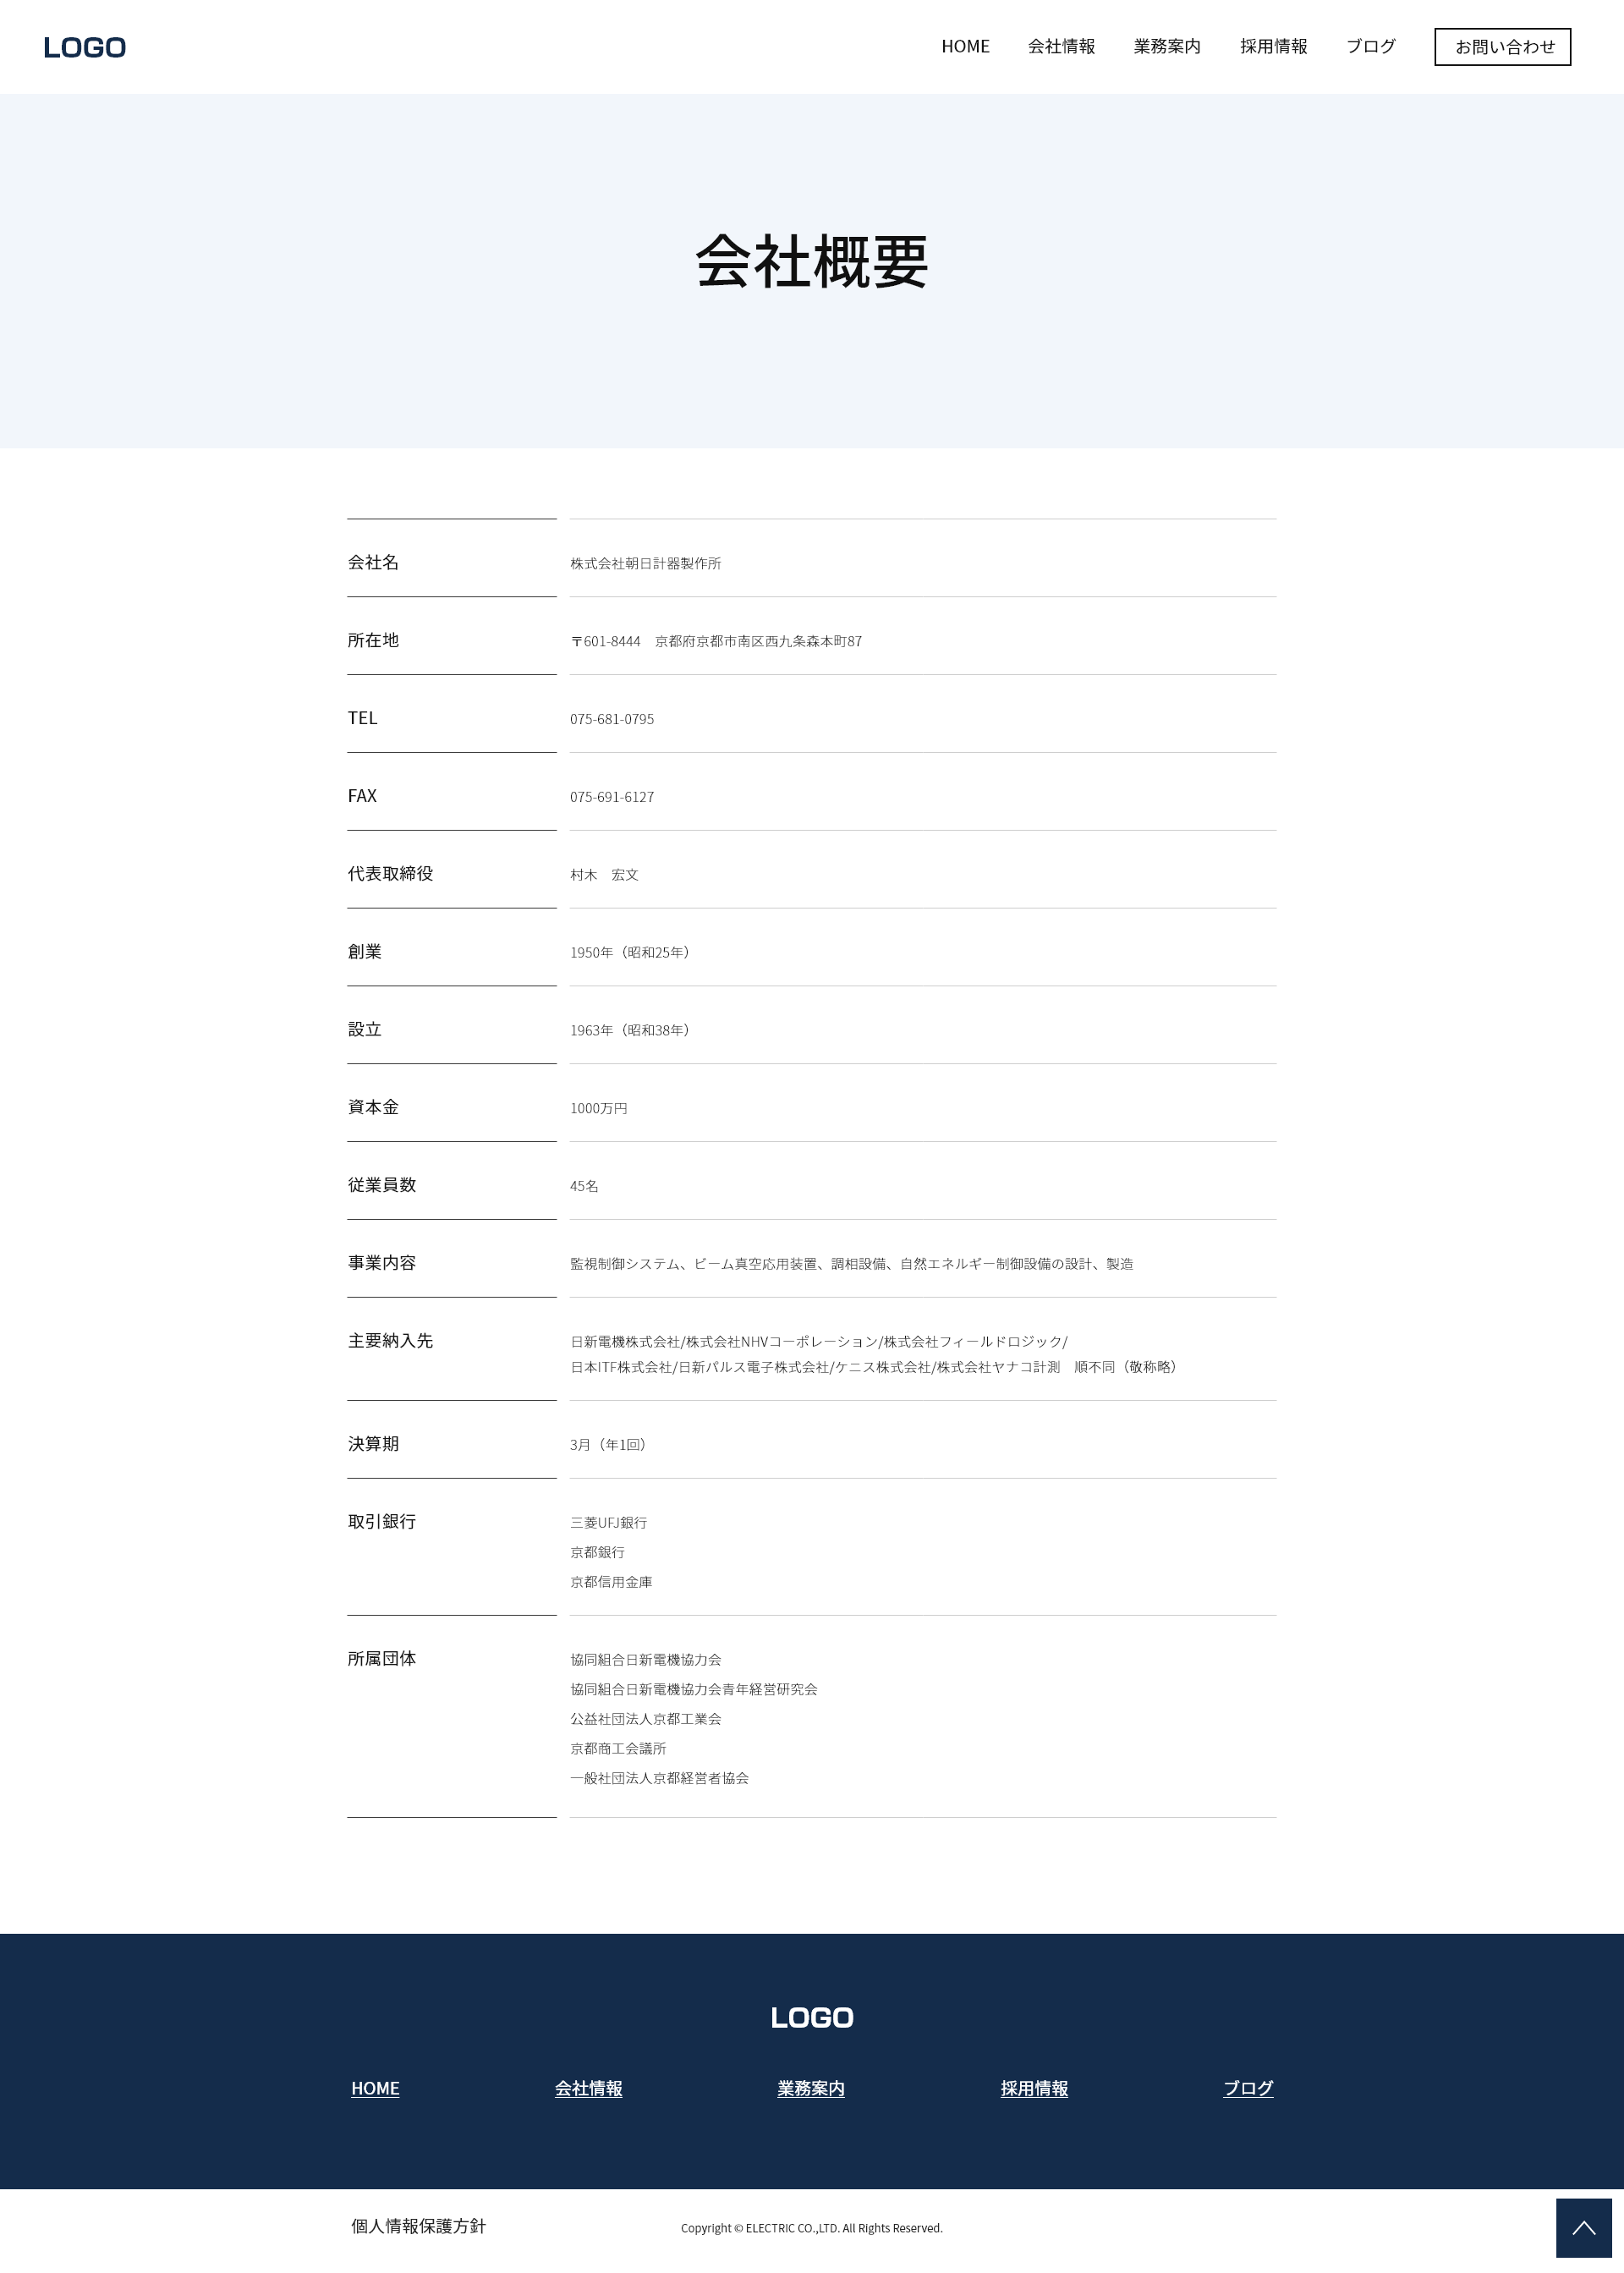 LOGO
HOME 会社情報 業務案内 採用情報 ブログ お問い合わせ
会社概要
会社名 株式会社朝日計器製作所
所在地 〒601-8444　京都府京都市南区西九条森本町87
TEL 075-681-0795
FAX 075-691-6127
代表取締役 村木　宏文
創業 1950年（昭和25年）
設立 1963年（昭和38年）
資本金 1000万円
従業員数 45名
事業内容 監視制御システム、ビーム真空応用装置、調相設備、自然エネルギー制御設備の設計、製造
主要納入先 日新電機株式会社/株式会社NHVコーポレーション/株式会社フィールドロジック/
日本ITF株式会社/日新パルス電子株式会社/ケニス株式会社/株式会社ヤナコ計測　順不同（敬称略）
決算期 3月（年1回）
取引銀行 三菱UFJ銀行
京都銀行
京都信用金庫
所属団体 協同組合日新電機協力会
協同組合日新電機協力会青年経営研究会
公益社団法人京都工業会
京都商工会議所
一般社団法人京都経営者協会
LOGO
HOME 会社情報 業務案内 採用情報 ブログ
個人情報保護方針 Copyright © ELECTRIC CO.,LTD. All Rights Reserved.